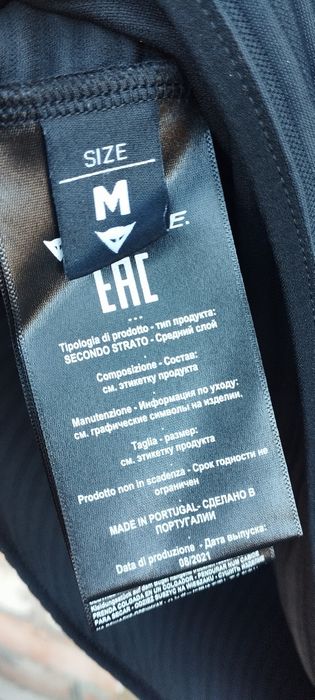 SIZE
M
E.
EAC
Tipologia di prodotto - тип продукта:
SECONDO STRATO - Средний слой
Composizione - Состав:
см. этикетку продукта
Manutenzione - Информация по уходу:
см. графические символы на изделии.
Taglia - размер:
см. этикетку продукта
Prodotto non in scadenza - Срок годности не
ограничен
MADE IN PORTUGAL- СДЕЛАНО В
ПОРТУГАЛИИ
Data di produzione - Дата выпуска:
08/2021